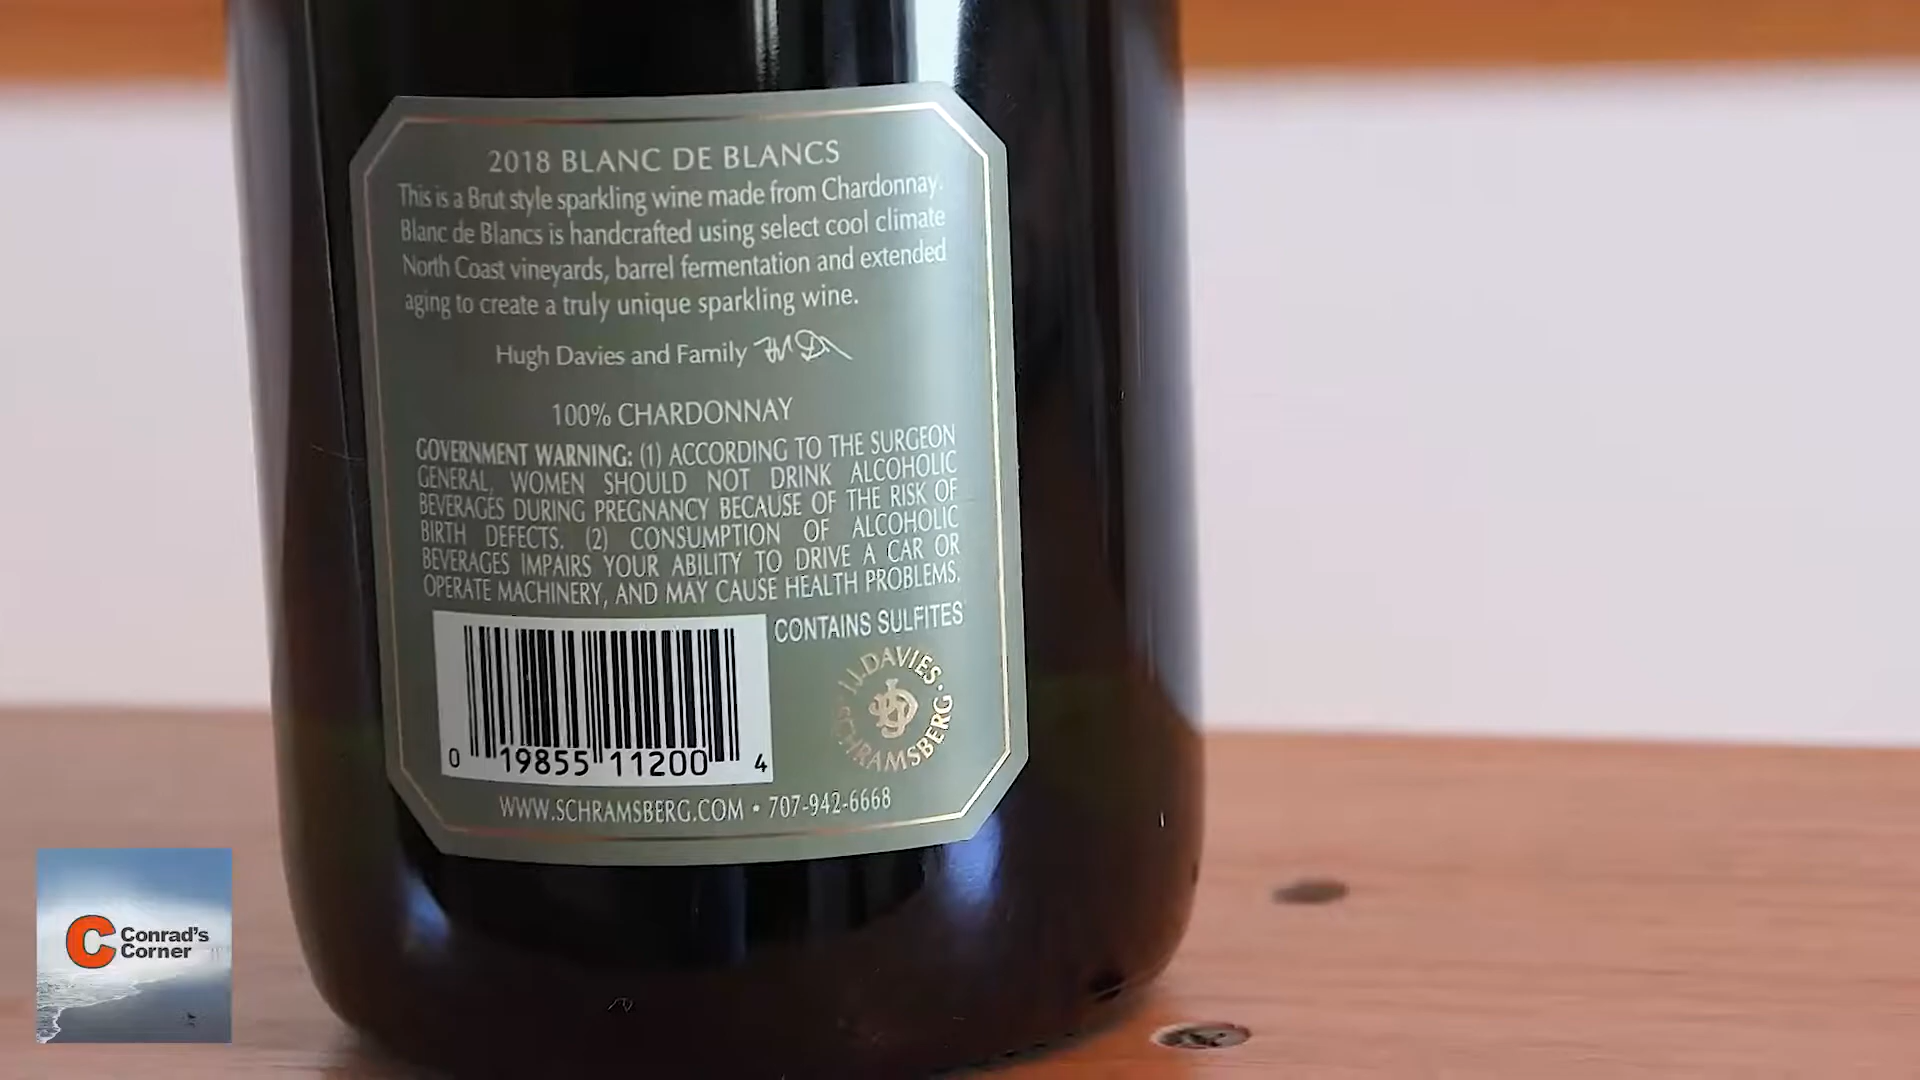 2018 BLANC DE BLANCS
This is a Brut style sparkling wine made from Chardonnay.
Blanc de Blancs is handcrafted using select cool climate
North Coast vineyards, barrel fermentation and extended
aging to create a truly unique sparkling wine.
Hugh Davies and Family
100% CHARDONNAY
GOVERNMENT WARNING: (1) ACCORDING TO THE SURGEON
GENERAL, WOMEN SHOULD NOT DRINK ALCOHOLIC
BEVERAGES DURING PREGNANCY BECAUSE OF THE RISK OF
BIRTH DEFECTS. (2) CONSUMPTION OF ALCOHOLIC
BEVERAGES IMPAIRS YOUR ABILITY TO DRIVE A CAR OR
OPERATE MACHINERY, AND MAY CAUSE HEALTH PROBLEMS.
CONTAINS SULFITES
J.DAVIES
SCHRAMSBERG
0 19855 11200 4
WWW.SCHRAMSBERG.COM • 707-942-6668
C
Conrad's
Corner